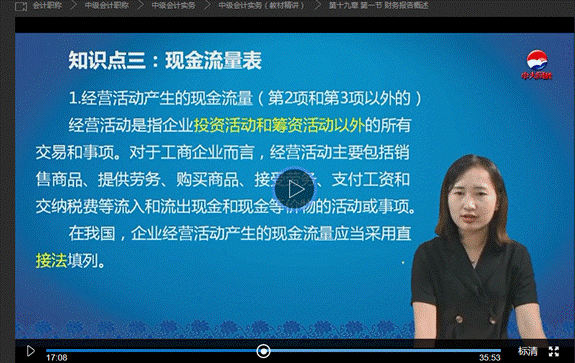 会计职称 中级会计职称 中级会计实务 中级会计实务（教材精讲） 第十九章 第一节 财务报告概述
知识点三：现金流量表
1.经营活动产生的现金流量（第2项和第3项以外的）
经营活动是指企业投资活动和筹资活动以外的所有
交易和事项。对于工商企业而言，经营活动主要包括销
售商品、提供劳务、购买商品、接受劳务、支付工资和
交纳税费等流入和流出现金和现金等价物的活动或事项。
在我国，企业经营活动产生的现金流量应当采用直
接法填列。
17:08 35:53 标清